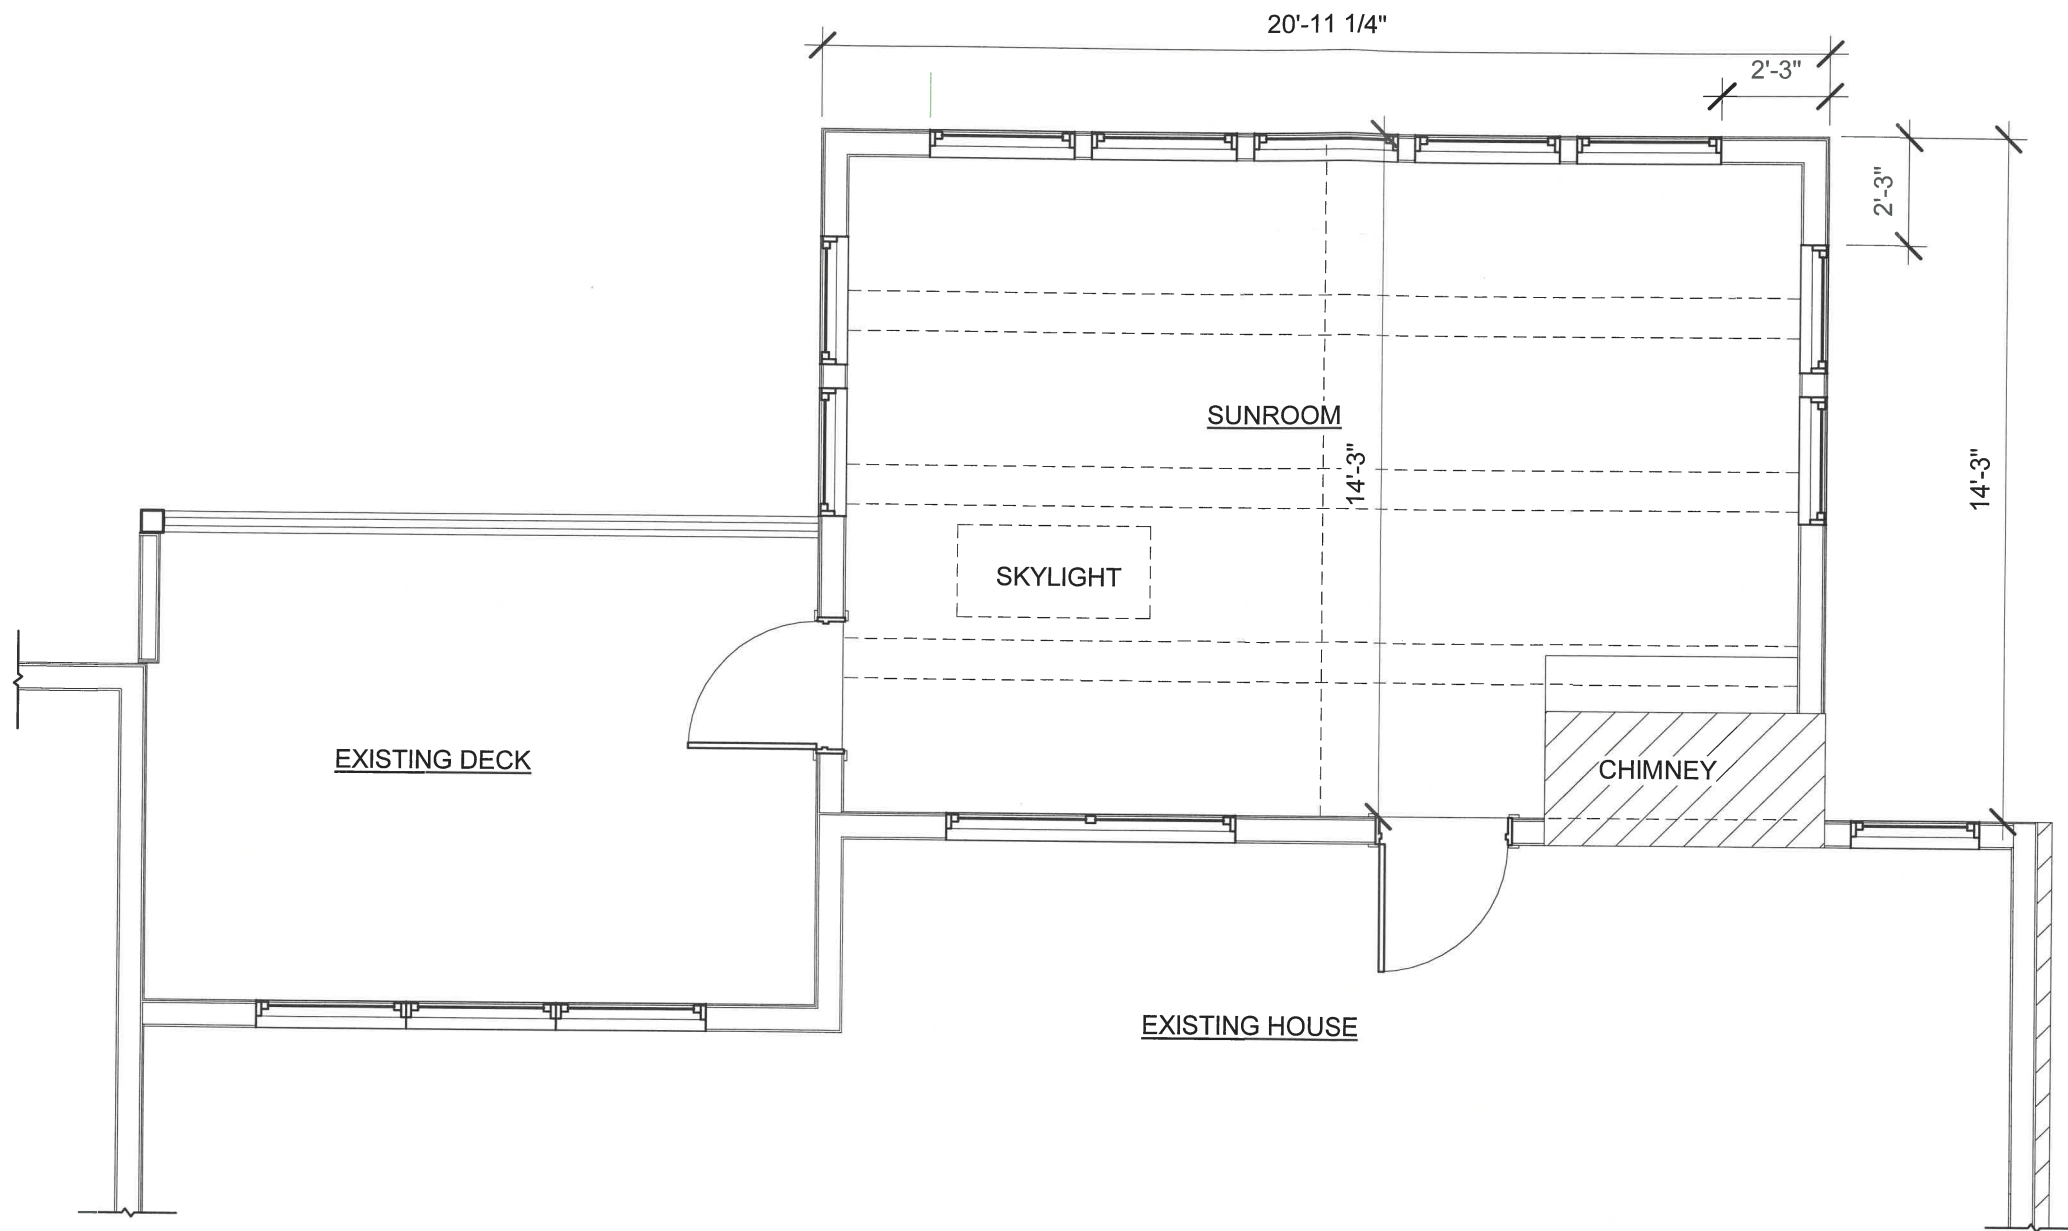 20'-11 1/4"
2'-3"
2'-3"
SUNROOM
14'-3"
14'-3"
SKYLIGHT
EXISTING DECK
CHIMNEY
EXISTING HOUSE